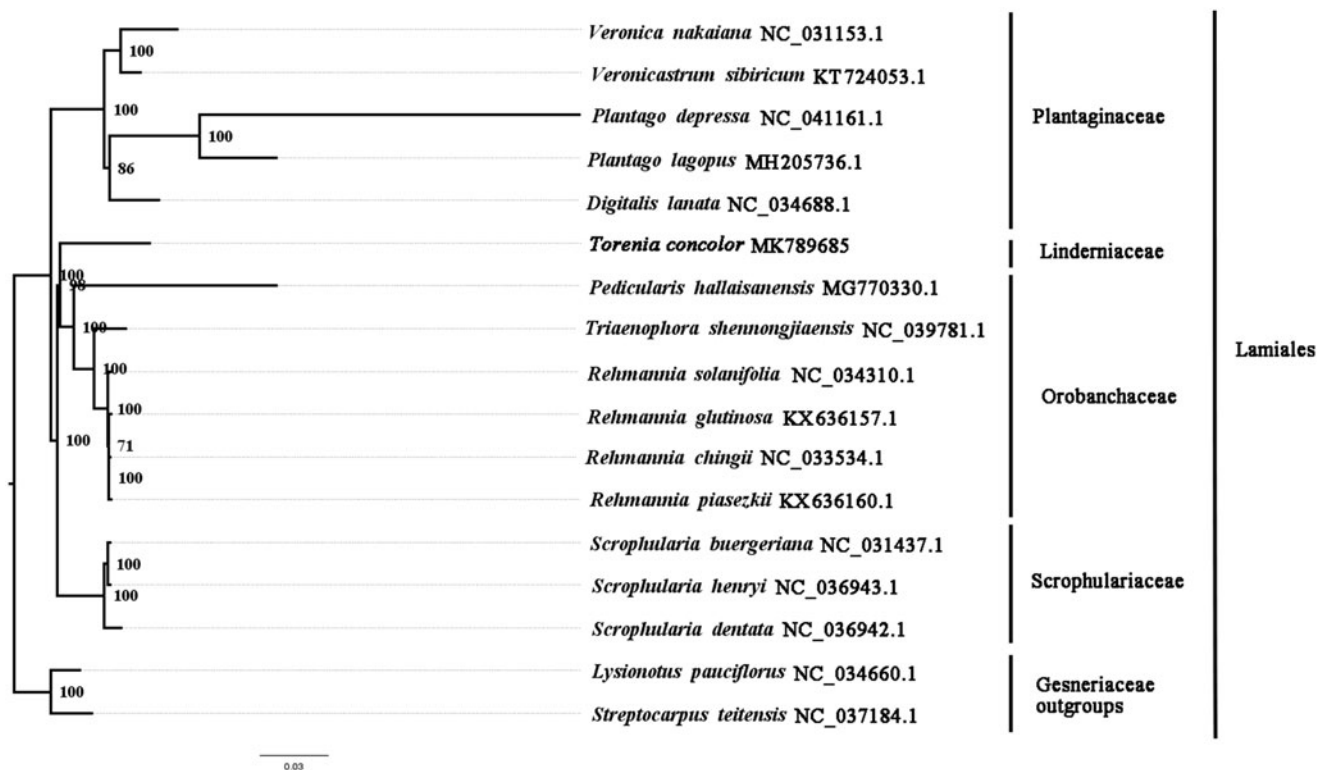 Veronica nakaiana NC_031153.1
100
Veronicastrum sibiricum KT724053.1
100
Plantago depressa NC_041161.1
Plantaginaceae
100
Plantago lagopus MH205736.1
86
Digitalis lanata NC_034688.1
Torenia concolor MK789685
Linderniaceae
100
98
Pedicularis hallaisanensis MG770330.1
100
Triaenophora shennongjiaensis NC_039781.1
Lamiales
100
Rehmannia solanifolia NC_034310.1
Orobanchaceae
100
Rehmannia glutinosa KX636157.1
100
71
Rehmannia chingii NC_033534.1
100
Rehmannia piasezkii KX636160.1
Scrophularia buergeriana NC_031437.1
100
Scrophularia henryi NC_036943.1
Scrophulariaceae
100
Scrophularia dentata NC_036942.1
Lysionotus pauciflorus NC_034660.1
100
Gesneriaceae
outgroups
Streptocarpus teitensis NC_037184.1
0.03